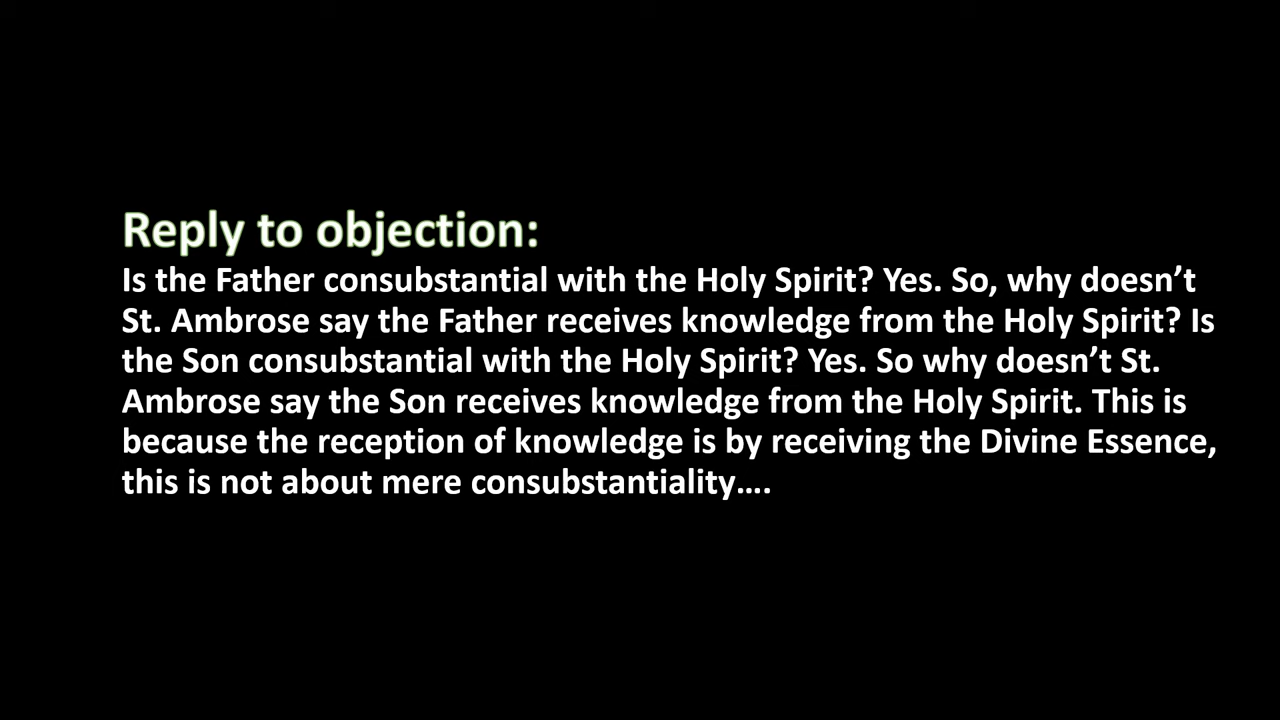 Reply to objection:
Is the Father consubstantial with the Holy Spirit? Yes. So, why doesn’t
St. Ambrose say the Father receives knowledge from the Holy Spirit? Is
the Son consubstantial with the Holy Spirit? Yes. So why doesn’t St.
Ambrose say the Son receives knowledge from the Holy Spirit. This is
because the reception of knowledge is by receiving the Divine Essence,
this is not about mere consubstantiality….